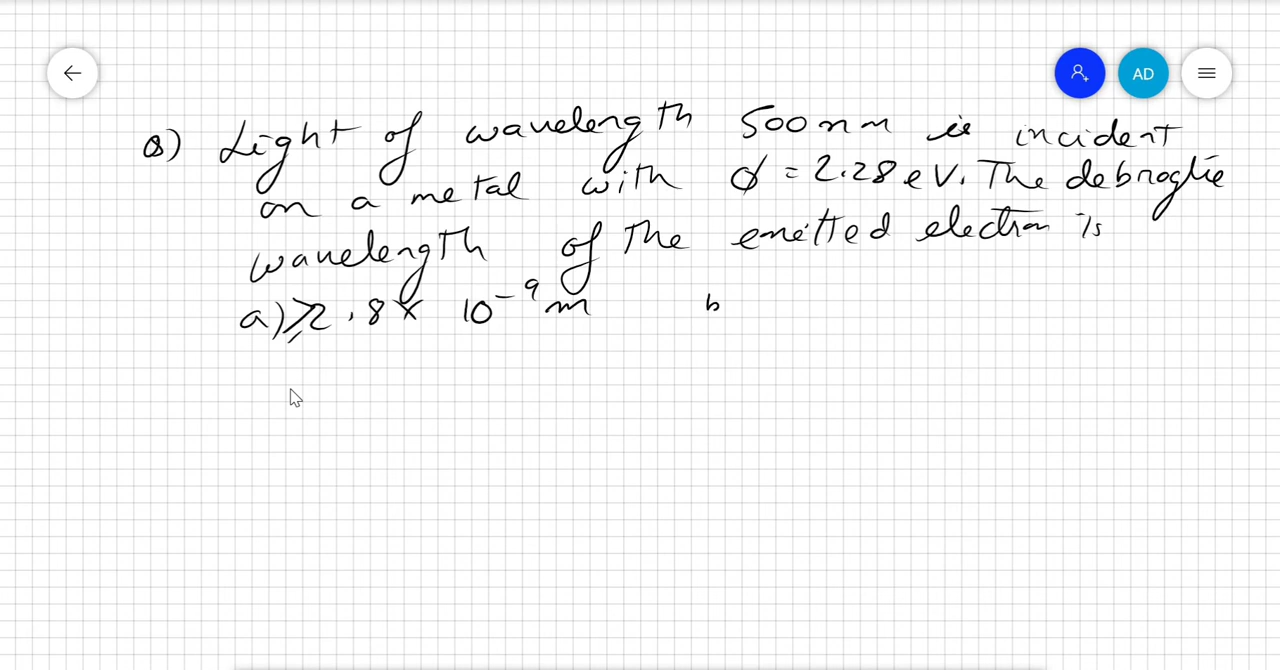 AD
Q) Light of wavelength 500nm is incident
on a metal with ϕ = 2.28 eV. The debroglie
wavelength of the emitted electron is
a) ≥ 2.8 × 10⁻⁹ m b